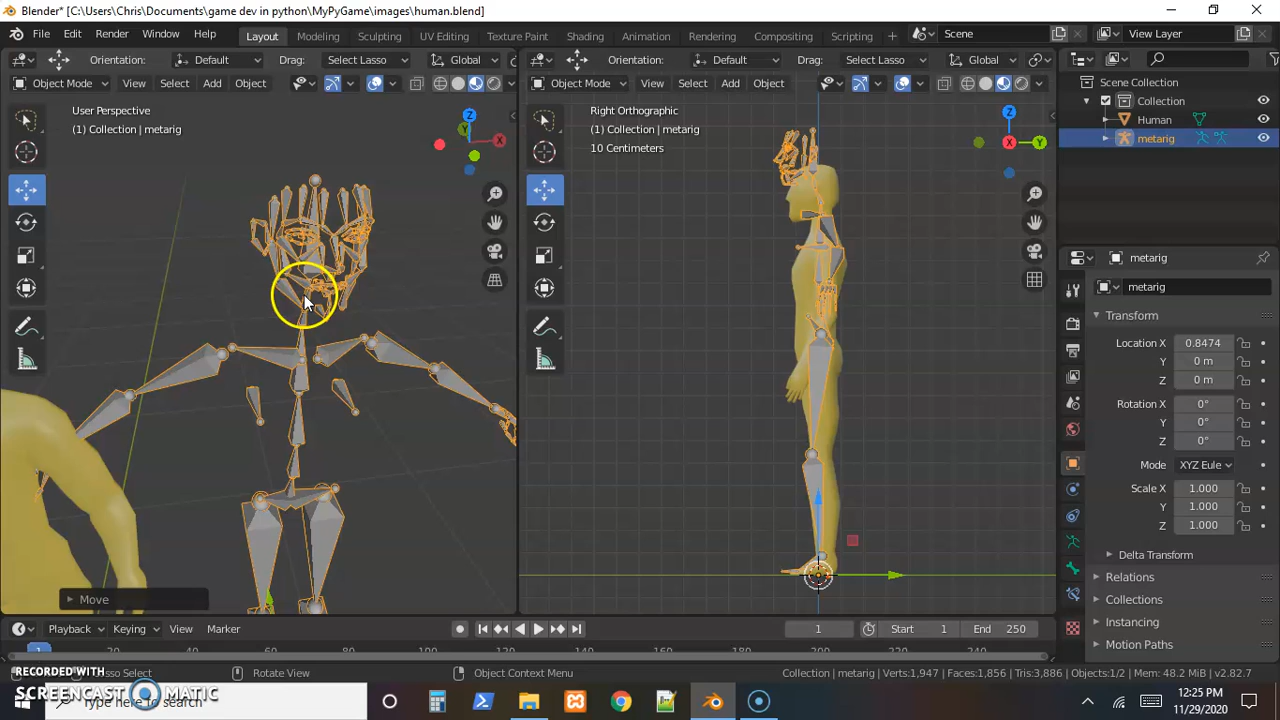 Blender* [C:\Users\Chris\Documents\game dev in python\MyPyGame\images\human.blend]
File Edit Render Window Help Layout Modeling Sculpting UV Editing Texture Paint Shading Animation Rendering Compositing Scripting + Scene View Layer
Orientation: Default Drag: Select Lasso Global
Orientation: Default Drag: Select Lasso Global
Object Mode View Select Add Object
Object Mode View Select Add Object
Scene Collection
Collection
Human
metarig
User Perspective
(1) Collection | metarig
Z
Y
X
Right Orthographic
(1) Collection | metarig
10 Centimeters
Z
X
Y
metarig
metarig
Transform
Location X 0.8474
Y 0 m
Z 0 m
Rotation X 0°
Y 0°
Z 0°
Mode XYZ Eule
Scale X 1.000
Y 1.000
Z 1.000
Delta Transform
Relations
Collections
Instancing
Motion Paths
Move
Playback Keying View Marker 1 Start 1 End 250
1 60 80 100 120 140 160 180 200 220 240
RECORDED WITH
SCREENCAST MATIC
sso Select Rotate View Object Context Menu Collection | metarig | Verts:1,947 | Faces:1,856 | Tris:3,886 | Objects:1/2 | Mem: 48.2 MiB | v2.82.7
Type here to search
12:25 PM
11/29/2020